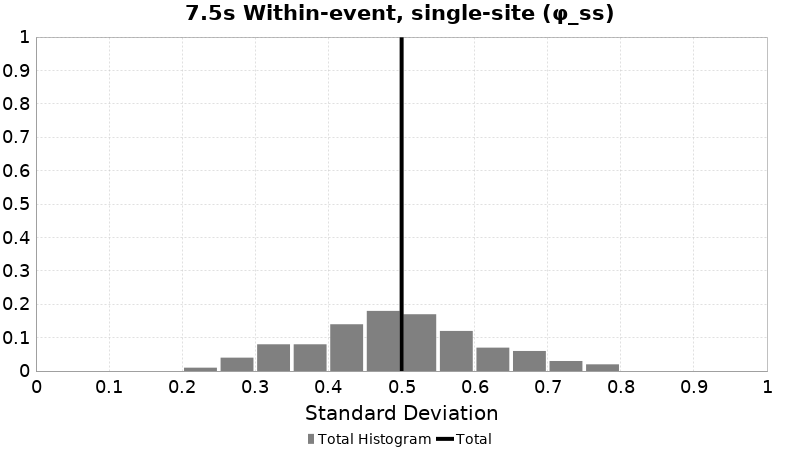 7.5s Within-event, single-site (φ_ss)
1
0.9
0.8
0.7
0.6
0.5
0.4
0.3
0.2
0.1
0
0 0.1 0.2 0.3 0.4 0.5 0.6 0.7 0.8 0.9 1
Standard Deviation
Total Histogram Total